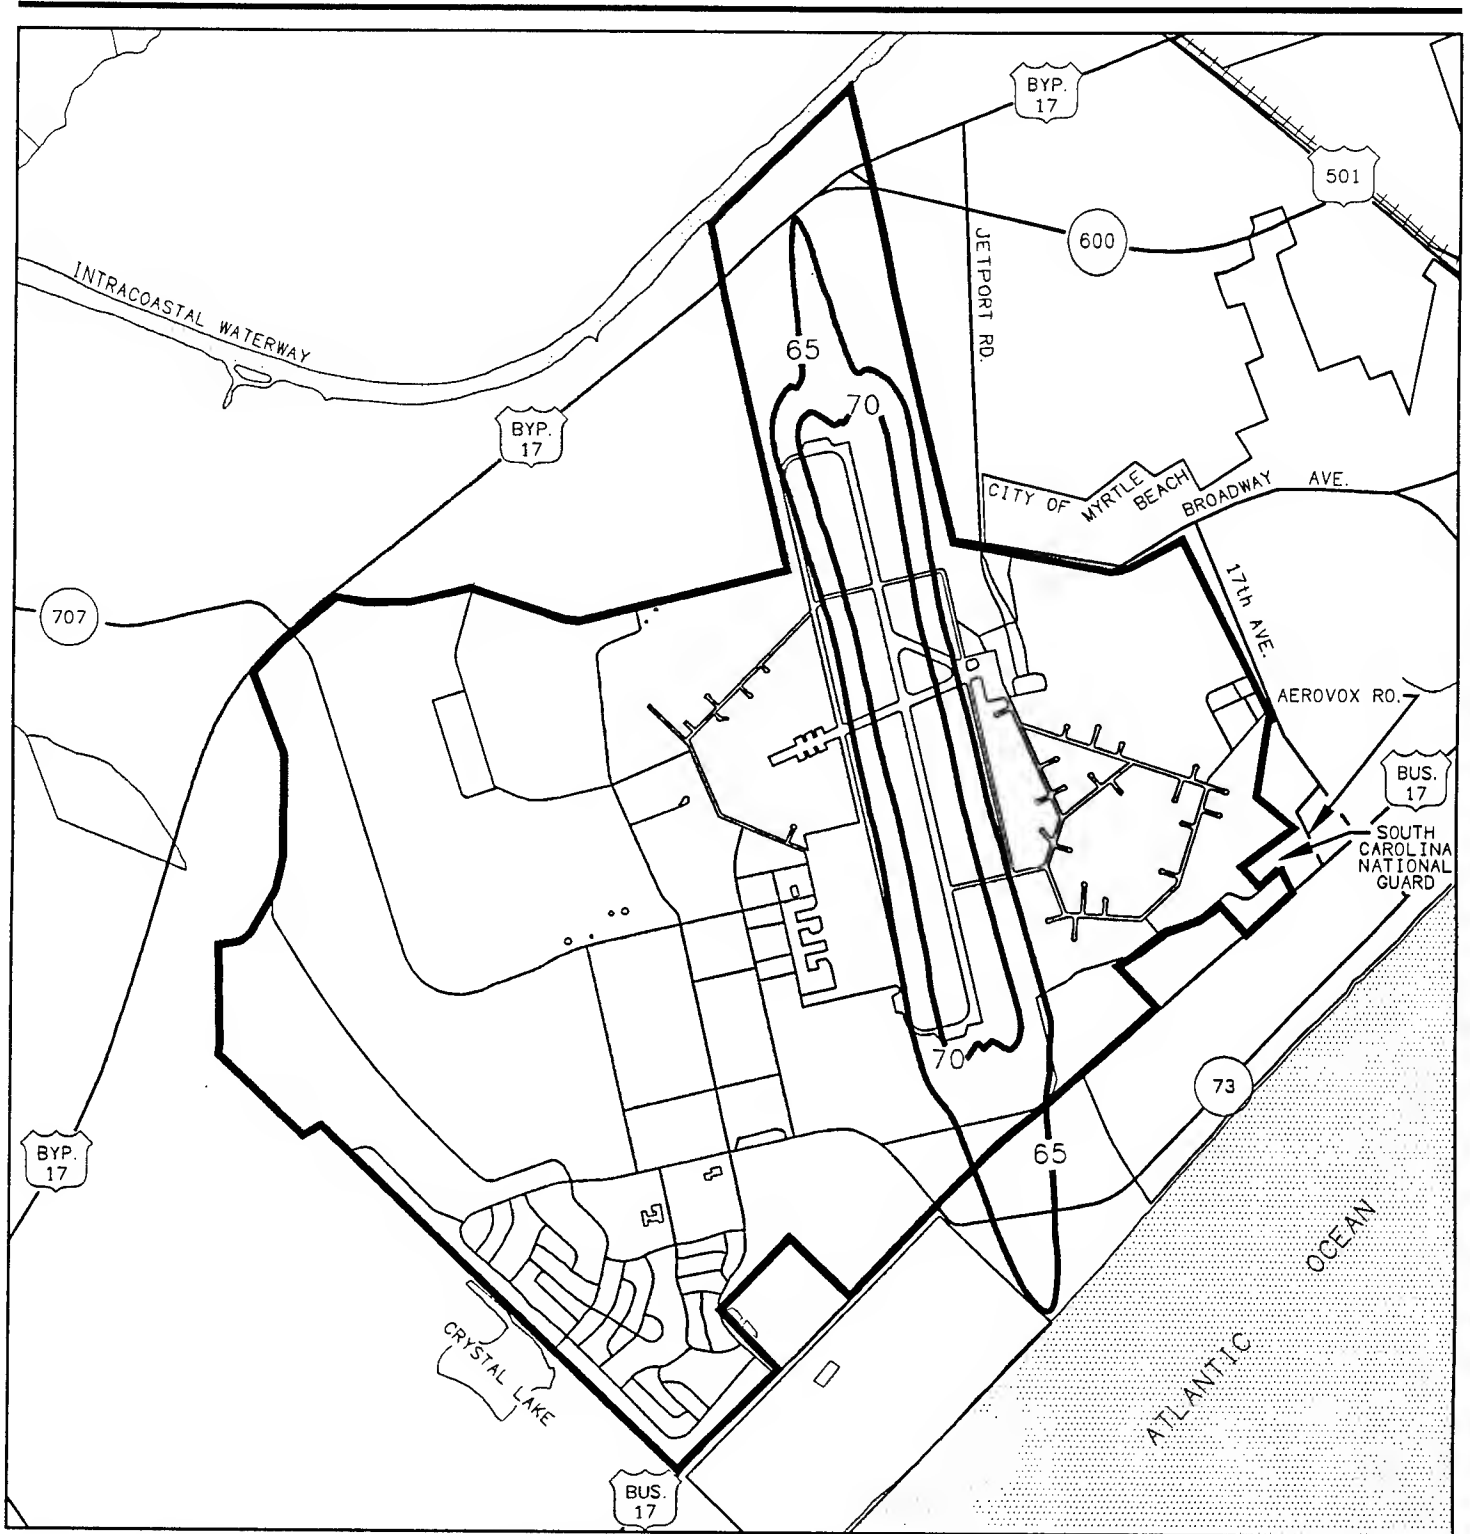 BYP.
17
501
600
JETPORT RD.
INTRACOASTAL WATERWAY
65
70
BYP.
17
CITY OF MYRTLE BEACH
BROADWAY AVE.
17th AVE.
707
AEROVOX RD.
BUS.
17
SOUTH
CAROLINA
NATIONAL
GUARD
70
73
65
BYP.
17
OCEAN
ATLANTIC
CRYSTAL LAKE
BUS.
17